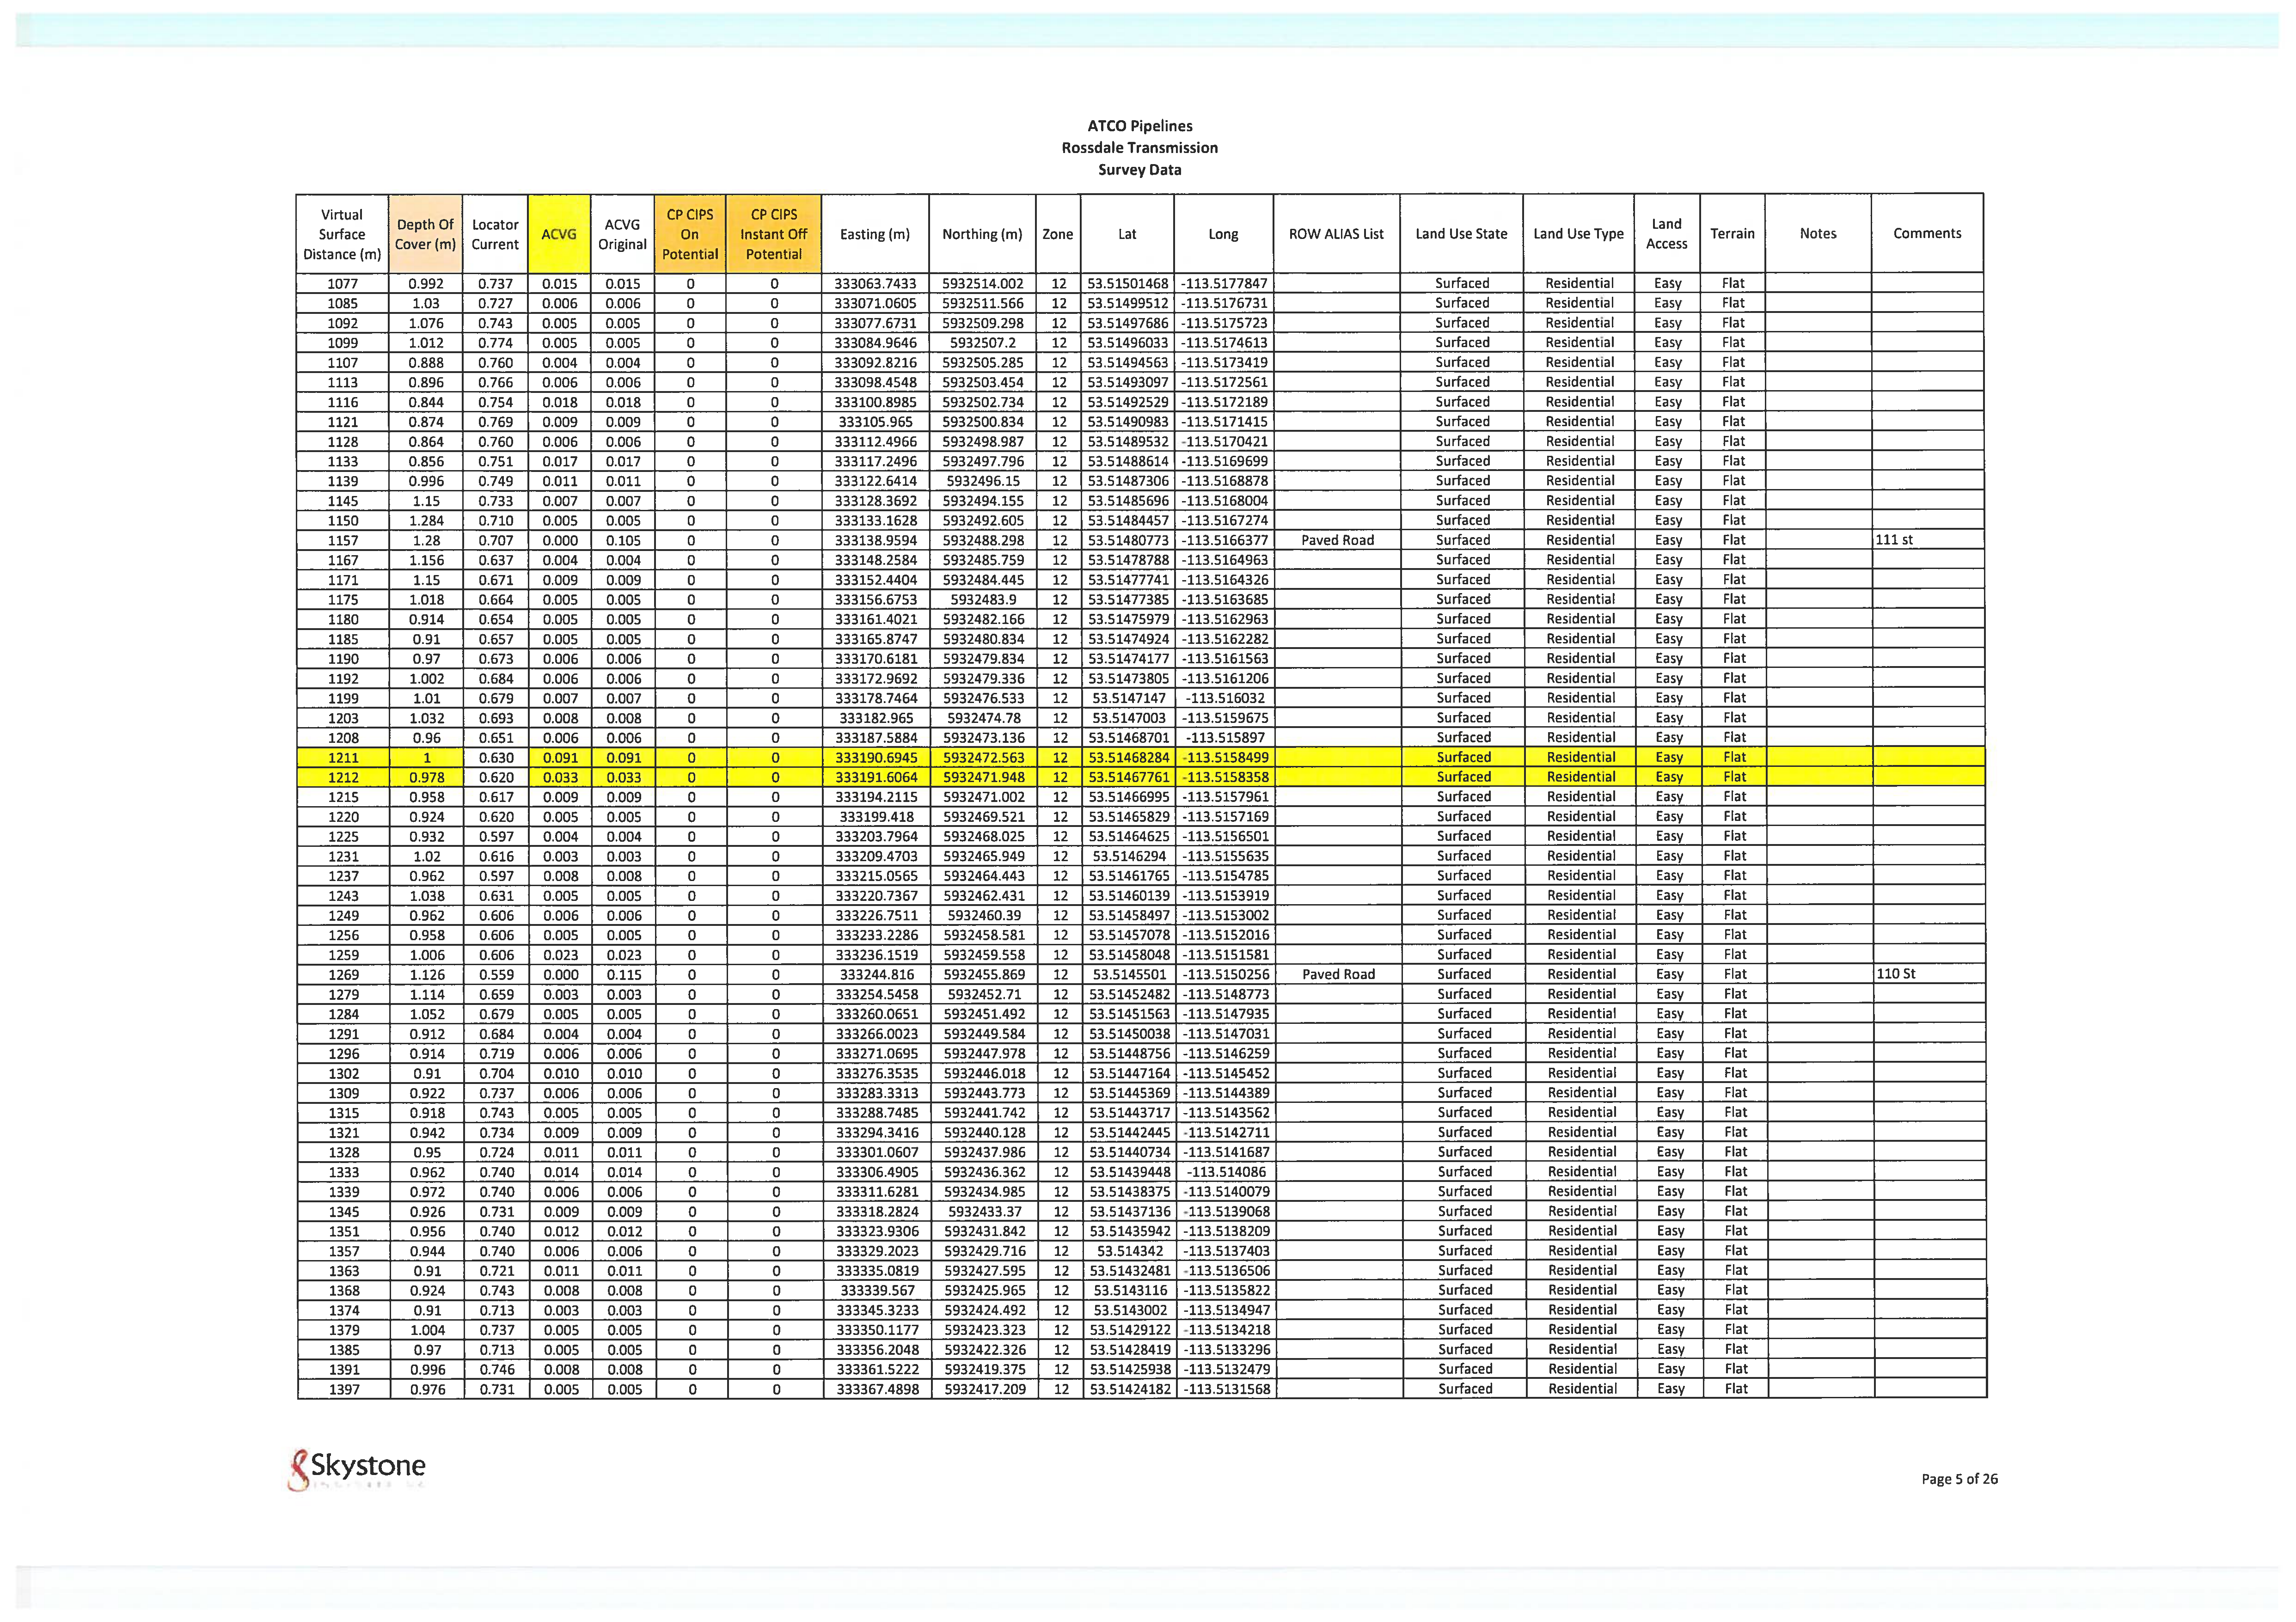 ATCO Pipelines
Rossdale Transmission
Survey Data
Virtual Surface Distance (m) Depth Of Cover (m) Locator Current ACVG ACVG Original CP CIPS On Potential CP CIPS Instant Off Potential Easting (m) Northing (m) Zone Lat Long ROW ALIAS List Land Use State Land Use Type Land Access Terrain Notes Comments
1077 0.992 0.737 0.015 0.015 0 0 333063.7433 5932514.002 12 53.51501468 -113.5177847 Surfaced Residential Easy Flat
1085 1.03 0.727 0.006 0.006 0 0 333071.0605 5932511.566 12 53.51499512 -113.5176731 Surfaced Residential Easy Flat
1092 1.076 0.743 0.005 0.005 0 0 333077.6731 5932509.298 12 53.51497686 -113.5175723 Surfaced Residential Easy Flat
1099 1.012 0.774 0.005 0.005 0 0 333084.9646 5932507.2 12 53.51496033 -113.5174613 Surfaced Residential Easy Flat
1107 0.888 0.760 0.004 0.004 0 0 333092.8216 5932505.285 12 53.51494563 -113.5173419 Surfaced Residential Easy Flat
1113 0.896 0.766 0.006 0.006 0 0 333098.4548 5932503.454 12 53.51493097 -113.5172561 Surfaced Residential Easy Flat
1116 0.844 0.754 0.018 0.018 0 0 333100.8985 5932502.734 12 53.51492529 -113.5172189 Surfaced Residential Easy Flat
1121 0.874 0.769 0.009 0.009 0 0 333105.965 5932500.834 12 53.51490983 -113.5171415 Surfaced Residential Easy Flat
1128 0.864 0.760 0.006 0.006 0 0 333112.4966 5932498.987 12 53.51489532 -113.5170421 Surfaced Residential Easy Flat
1133 0.856 0.751 0.017 0.017 0 0 333117.2496 5932497.796 12 53.51488614 -113.5169699 Surfaced Residential Easy Flat
1139 0.996 0.749 0.011 0.011 0 0 333122.6414 5932496.15 12 53.51487306 -113.5168878 Surfaced Residential Easy Flat
1145 1.15 0.733 0.007 0.007 0 0 333128.3692 5932494.155 12 53.51485696 -113.5168004 Surfaced Residential Easy Flat
1150 1.284 0.710 0.005 0.005 0 0 333133.1628 5932492.605 12 53.51484457 -113.5167274 Surfaced Residential Easy Flat
1157 1.28 0.707 0.000 0.105 0 0 333138.9594 5932488.298 12 53.51480773 -113.5166377 Paved Road Surfaced Residential Easy Flat 111 st
1167 1.156 0.637 0.004 0.004 0 0 333148.2584 5932485.759 12 53.51478788 -113.5164963 Surfaced Residential Easy Flat
1171 1.15 0.671 0.009 0.009 0 0 333152.4404 5932484.445 12 53.51477741 -113.5164326 Surfaced Residential Easy Flat
1175 1.018 0.664 0.005 0.005 0 0 333156.6753 5932483.9 12 53.51477385 -113.5163685 Surfaced Residential Easy Flat
1180 0.914 0.654 0.005 0.005 0 0 333161.4021 5932482.166 12 53.51475979 -113.5162963 Surfaced Residential Easy Flat
1185 0.91 0.657 0.005 0.005 0 0 333165.8747 5932480.834 12 53.51474924 -113.5162282 Surfaced Residential Easy Flat
1190 0.97 0.673 0.006 0.006 0 0 333170.6181 5932479.834 12 53.51474177 -113.5161563 Surfaced Residential Easy Flat
1192 1.002 0.684 0.006 0.006 0 0 333172.9692 5932479.336 12 53.51473805 -113.5161206 Surfaced Residential Easy Flat
1199 1.01 0.679 0.007 0.007 0 0 333178.7464 5932476.533 12 53.5147147 -113.516032 Surfaced Residential Easy Flat
1203 1.032 0.693 0.008 0.008 0 0 333182.965 5932474.78 12 53.5147003 -113.5159675 Surfaced Residential Easy Flat
1208 0.96 0.651 0.006 0.006 0 0 333187.5884 5932473.136 12 53.51468701 -113.515897 Surfaced Residential Easy Flat
1211 1 0.630 0.091 0.091 0 0 333190.6945 5932472.563 12 53.51468284 -113.5158499 Surfaced Residential Easy Flat
1212 0.978 0.620 0.033 0.033 0 0 333191.6064 5932471.948 12 53.51467761 -113.5158358 Surfaced Residential Easy Flat
1215 0.958 0.617 0.009 0.009 0 0 333194.2115 5932471.002 12 53.51466995 -113.5157961 Surfaced Residential Easy Flat
1220 0.924 0.620 0.005 0.005 0 0 333199.418 5932469.521 12 53.51465829 -113.5157169 Surfaced Residential Easy Flat
1225 0.932 0.597 0.004 0.004 0 0 333203.7964 5932468.025 12 53.51464625 -113.5156501 Surfaced Residential Easy Flat
1231 1.02 0.616 0.003 0.003 0 0 333209.4703 5932465.949 12 53.5146294 -113.5155635 Surfaced Residential Easy Flat
1237 0.962 0.597 0.008 0.008 0 0 333215.0565 5932464.443 12 53.51461765 -113.5154785 Surfaced Residential Easy Flat
1243 1.038 0.631 0.005 0.005 0 0 333220.7367 5932462.431 12 53.51460139 -113.5153919 Surfaced Residential Easy Flat
1249 0.962 0.606 0.006 0.006 0 0 333226.7511 5932460.39 12 53.51458497 -113.5153002 Surfaced Residential Easy Flat
1256 0.958 0.606 0.005 0.005 0 0 333233.2286 5932458.581 12 53.51457078 -113.5152016 Surfaced Residential Easy Flat
1259 1.006 0.606 0.023 0.023 0 0 333236.1519 5932459.558 12 53.51458048 -113.5151581 Surfaced Residential Easy Flat
1269 1.126 0.559 0.000 0.115 0 0 333244.816 5932455.869 12 53.5145501 -113.5150256 Paved Road Surfaced Residential Easy Flat 110 St
1279 1.114 0.659 0.003 0.003 0 0 333254.5458 5932452.71 12 53.51452482 -113.5148773 Surfaced Residential Easy Flat
1284 1.052 0.679 0.005 0.005 0 0 333260.0651 5932451.492 12 53.51451563 -113.5147935 Surfaced Residential Easy Flat
1291 0.912 0.684 0.004 0.004 0 0 333266.0023 5932449.584 12 53.51450038 -113.5147031 Surfaced Residential Easy Flat
1296 0.914 0.719 0.006 0.006 0 0 333271.0695 5932447.978 12 53.51448756 -113.5146259 Surfaced Residential Easy Flat
1302 0.91 0.704 0.010 0.010 0 0 333276.3535 5932446.018 12 53.51447164 -113.5145452 Surfaced Residential Easy Flat
1309 0.922 0.737 0.006 0.006 0 0 333283.3313 5932443.773 12 53.51445369 -113.5144389 Surfaced Residential Easy Flat
1315 0.918 0.743 0.005 0.005 0 0 333288.7485 5932441.742 12 53.51443717 -113.5143562 Surfaced Residential Easy Flat
1321 0.942 0.734 0.009 0.009 0 0 333294.3416 5932440.128 12 53.51442445 -113.5142711 Surfaced Residential Easy Flat
1328 0.95 0.724 0.011 0.011 0 0 333301.0607 5932437.986 12 53.51440734 -113.5141687 Surfaced Residential Easy Flat
1333 0.962 0.740 0.014 0.014 0 0 333306.4905 5932436.362 12 53.51439448 -113.514086 Surfaced Residential Easy Flat
1339 0.972 0.740 0.006 0.006 0 0 333311.6281 5932434.985 12 53.51438375 -113.5140079 Surfaced Residential Easy Flat
1345 0.926 0.731 0.009 0.009 0 0 333318.2824 5932433.37 12 53.51437136 -113.5139068 Surfaced Residential Easy Flat
1351 0.956 0.740 0.012 0.012 0 0 333323.9306 5932431.842 12 53.51435942 -113.5138209 Surfaced Residential Easy Flat
1357 0.944 0.740 0.006 0.006 0 0 333329.2023 5932429.716 12 53.514342 -113.5137403 Surfaced Residential Easy Flat
1363 0.91 0.721 0.011 0.011 0 0 333335.0819 5932427.595 12 53.51432481 -113.5136506 Surfaced Residential Easy Flat
1368 0.924 0.743 0.008 0.008 0 0 333339.567 5932425.965 12 53.5143116 -113.5135822 Surfaced Residential Easy Flat
1374 0.91 0.713 0.003 0.003 0 0 333345.3233 5932424.492 12 53.5143002 -113.5134947 Surfaced Residential Easy Flat
1379 1.004 0.737 0.005 0.005 0 0 333350.1177 5932423.323 12 53.51429122 -113.5134218 Surfaced Residential Easy Flat
1385 0.97 0.713 0.005 0.005 0 0 333356.2048 5932422.326 12 53.51428419 -113.5133296 Surfaced Residential Easy Flat
1391 0.996 0.746 0.008 0.008 0 0 333361.5222 5932419.375 12 53.51425938 -113.5132479 Surfaced Residential Easy Flat
1397 0.976 0.731 0.005 0.005 0 0 333367.4898 5932417.209 12 53.51424182 -113.5131568 Surfaced Residential Easy Flat
Skystone
Page 5 of 26